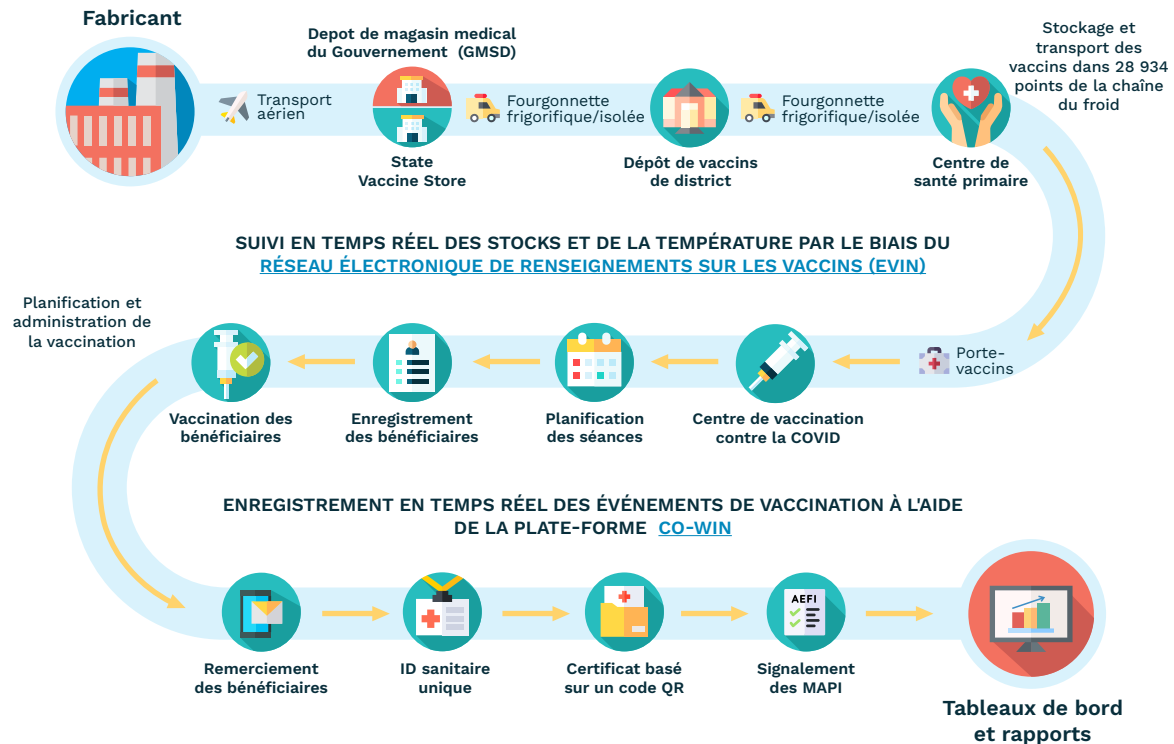 Fabricant
Depot de magasin medical
du Gouvernement (GMSD)
Stockage et
transport des
vaccins dans 28 934
points de la chaîne
du froid
Transport
aérien
Fourgonnette
frigorifique/isolée
Fourgonnette
frigorifique/isolée
State
Vaccine Store
Dépôt de vaccins
de district
Centre de
santé primaire
SUIVI EN TEMPS RÉEL DES STOCKS ET DE LA TEMPÉRATURE PAR LE BIAIS DU
RÉSEAU ÉLECTRONIQUE DE RENSEIGNEMENTS SUR LES VACCINS (EVIN)
Planification et
administration de
la vaccination
Porte-
vaccins
Vaccination des
bénéficiaires
Enregistrement
des bénéficiaires
Planification
des séances
Centre de vaccination
contre la COVID
ENREGISTREMENT EN TEMPS RÉEL DES ÉVÉNEMENTS DE VACCINATION À L'AIDE
DE LA PLATE-FORME CO-WIN
AEFI
Remerciement
des bénéficiaires
ID sanitaire
unique
Certificat basé
sur un code QR
Signalement
des MAPI
Tableaux de bord
et rapports